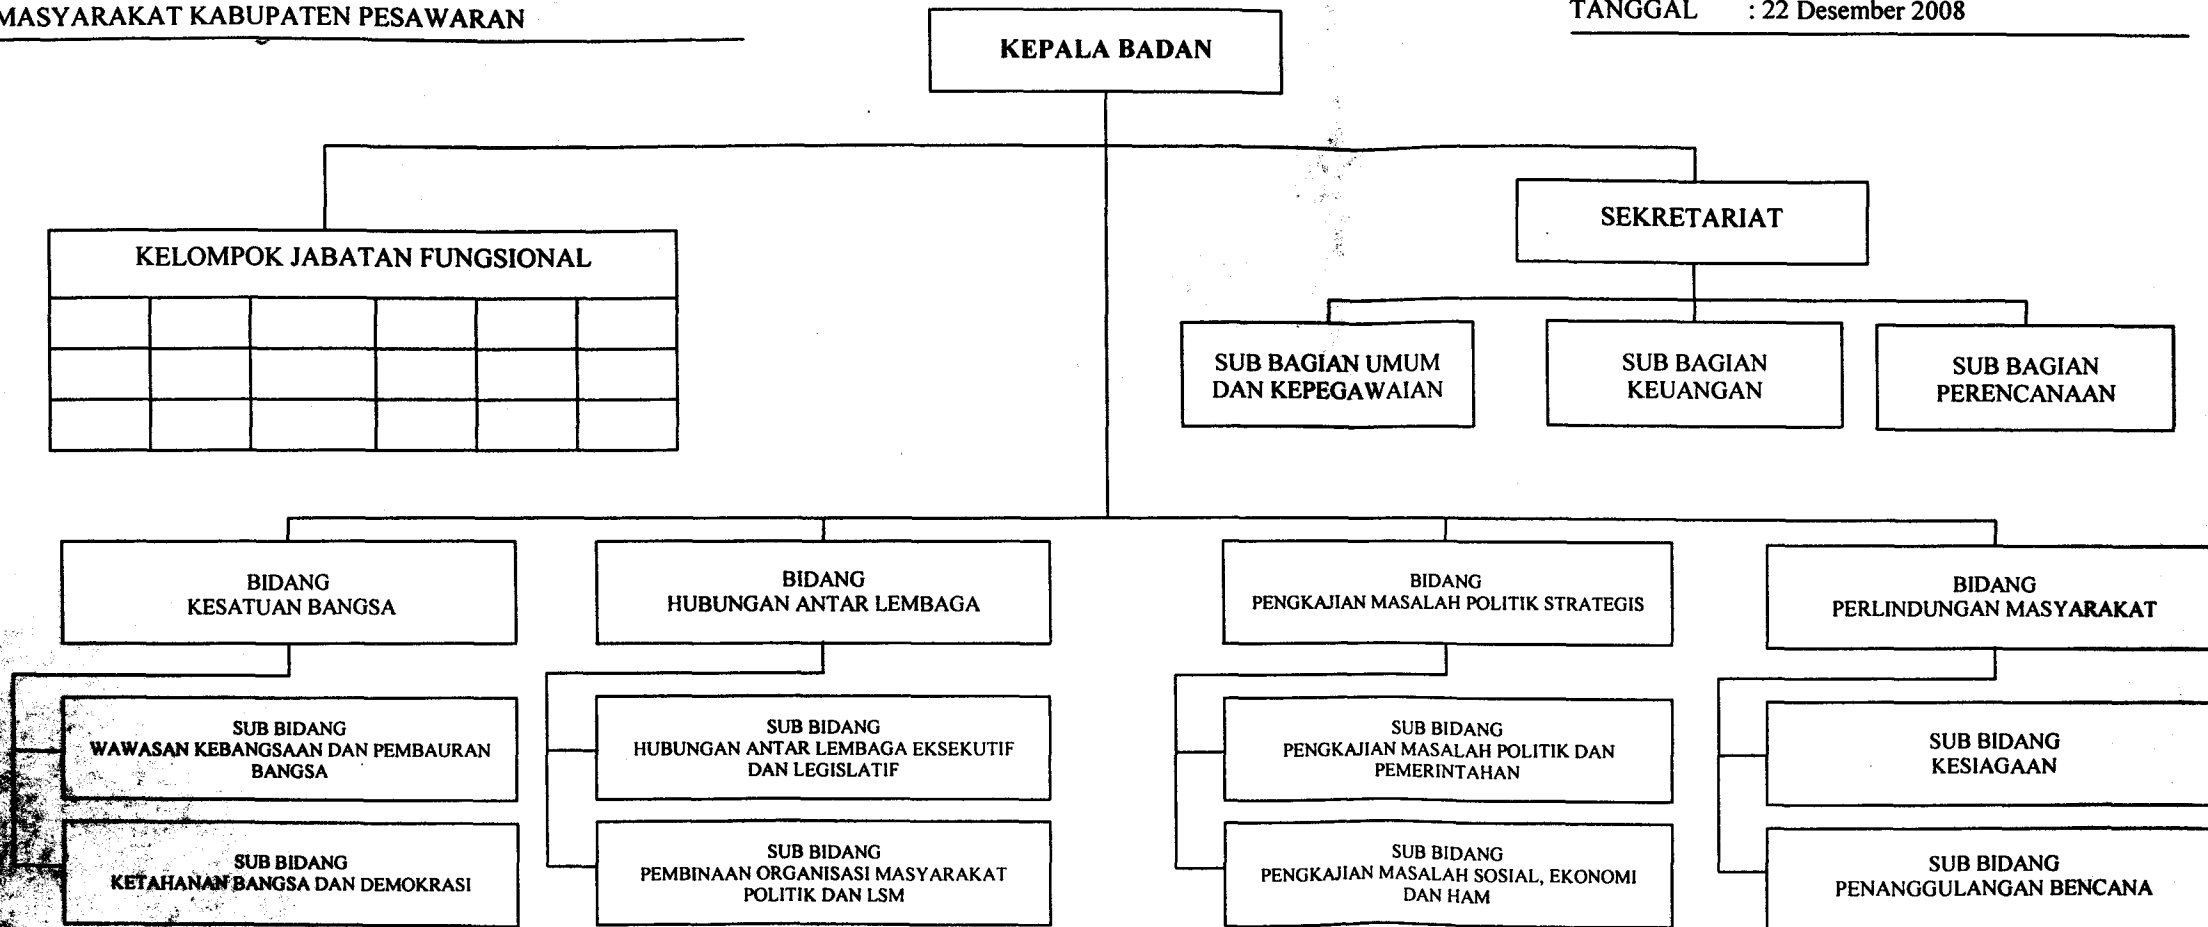 MASYARAKAT KABUPATEN PESAWARAN
TANGGAL : 22 Desember 2008
KEPALA BADAN
SEKRETARIAT
KELOMPOK JABATAN FUNGSIONAL
SUB BAGIAN UMUM
DAN KEPEGAWAIAN
SUB BAGIAN
KEUANGAN
SUB BAGIAN
PERENCANAAN
BIDANG
KESATUAN BANGSA
BIDANG
HUBUNGAN ANTAR LEMBAGA
BIDANG
PENGKAJIAN MASALAH POLITIK STRATEGIS
BIDANG
PERLINDUNGAN MASYARAKAT
SUB BIDANG
WAWASAN KEBANGSAAN DAN PEMBAURAN
BANGSA
SUB BIDANG
HUBUNGAN ANTAR LEMBAGA EKSEKUTIF
DAN LEGISLATIF
SUB BIDANG
PENGKAJIAN MASALAH POLITIK DAN
PEMERINTAHAN
SUB BIDANG
KESIAGAAN
SUB BIDANG
KETAHANAN BANGSA DAN DEMOKRASI
SUB BIDANG
PEMBINAAN ORGANISASI MASYARAKAT
POLITIK DAN LSM
SUB BIDANG
PENGKAJIAN MASALAH SOSIAL, EKONOMI
DAN HAM
SUB BIDANG
PENANGGULANGAN BENCANA